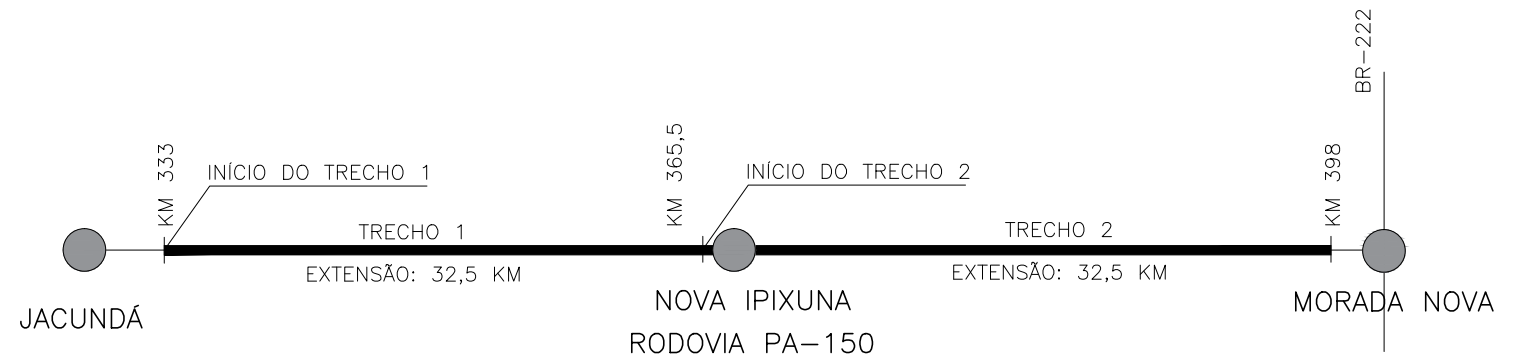 BR-222
KM 333
INÍCIO DO TRECHO 1
KM 365,5
INÍCIO DO TRECHO 2
KM 398
TRECHO 1
EXTENSÃO: 32,5 KM
TRECHO 2
EXTENSÃO: 32,5 KM
JACUNDÁ
NOVA IPIXUNA
RODOVIA PA-150
MORADA NOVA